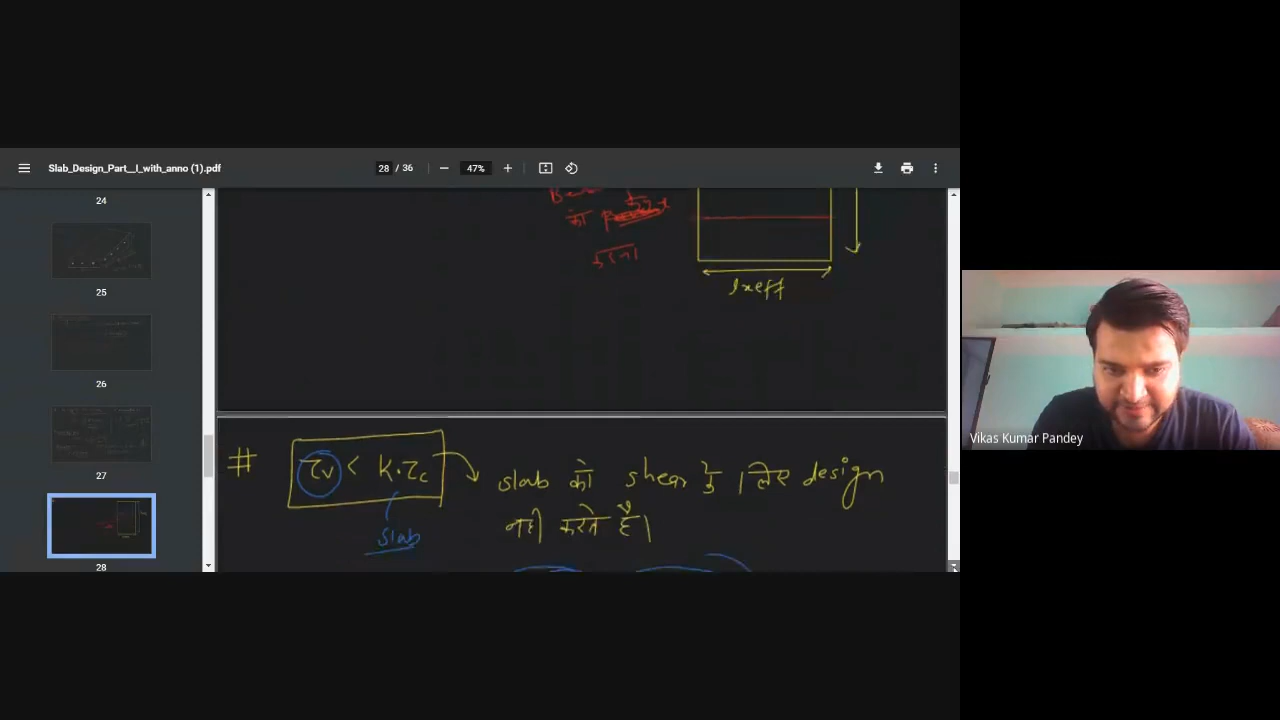 Slab_Design_Part__I_with_anno (1).pdf
28 / 36
47%
24
25
26
27
28
का
lxeff
# τv < K.τc
slab को shear के लिए design
नही करते है।
slab
Vikas Kumar Pandey